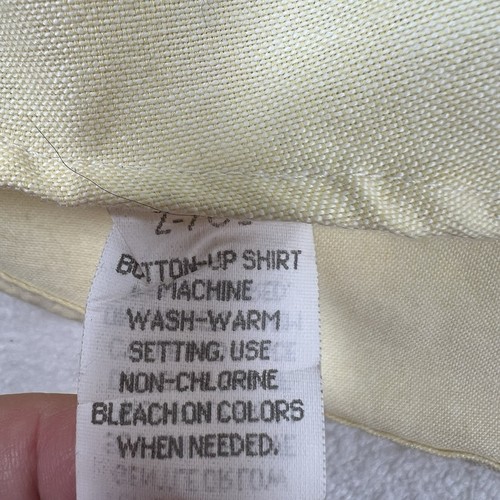 BUTTON-UP SHIRT
MACHINE
WASH-WARM
SETTING. USE
NON-CHLORINE
BLEACH ON COLORS
WHEN NEEDED.